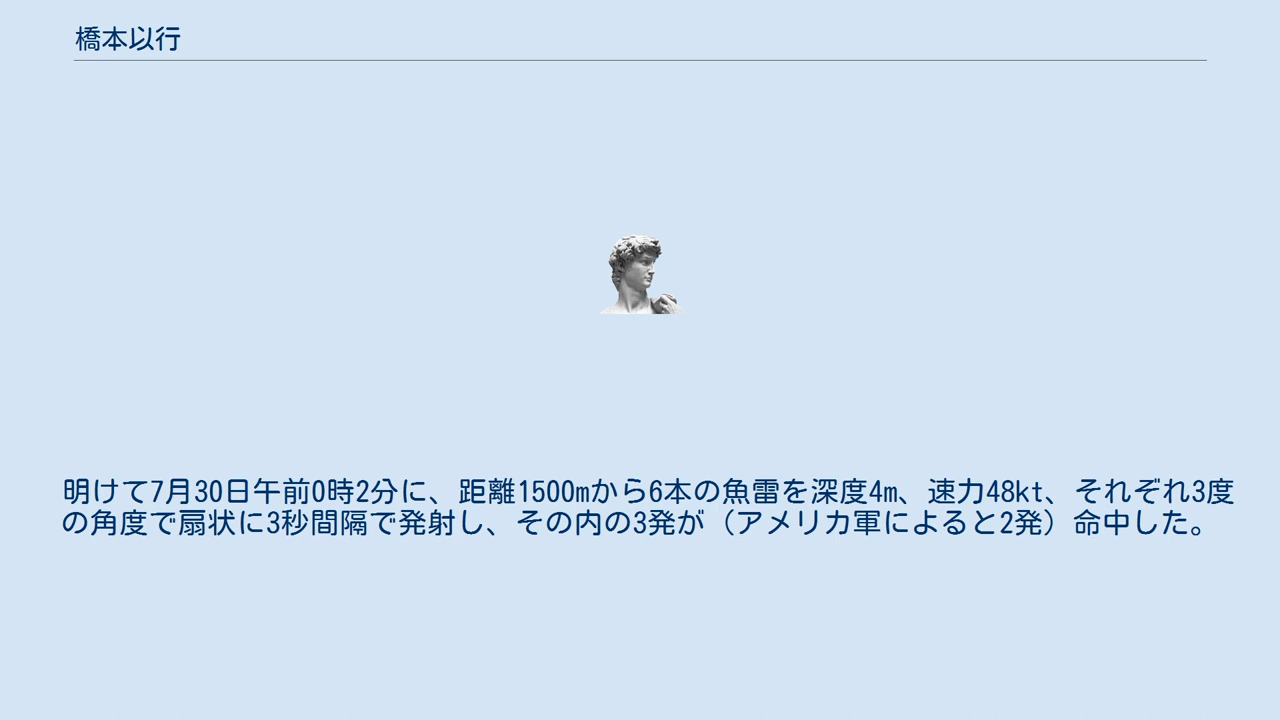 橋本以行
明けて7月30日午前0時2分に、距離1500mから6本の魚雷を深度4m、速力48kt、それぞれ3度
の角度で扇状に3秒間隔で発射し、その内の3発が（アメリカ軍によると2発）命中した。